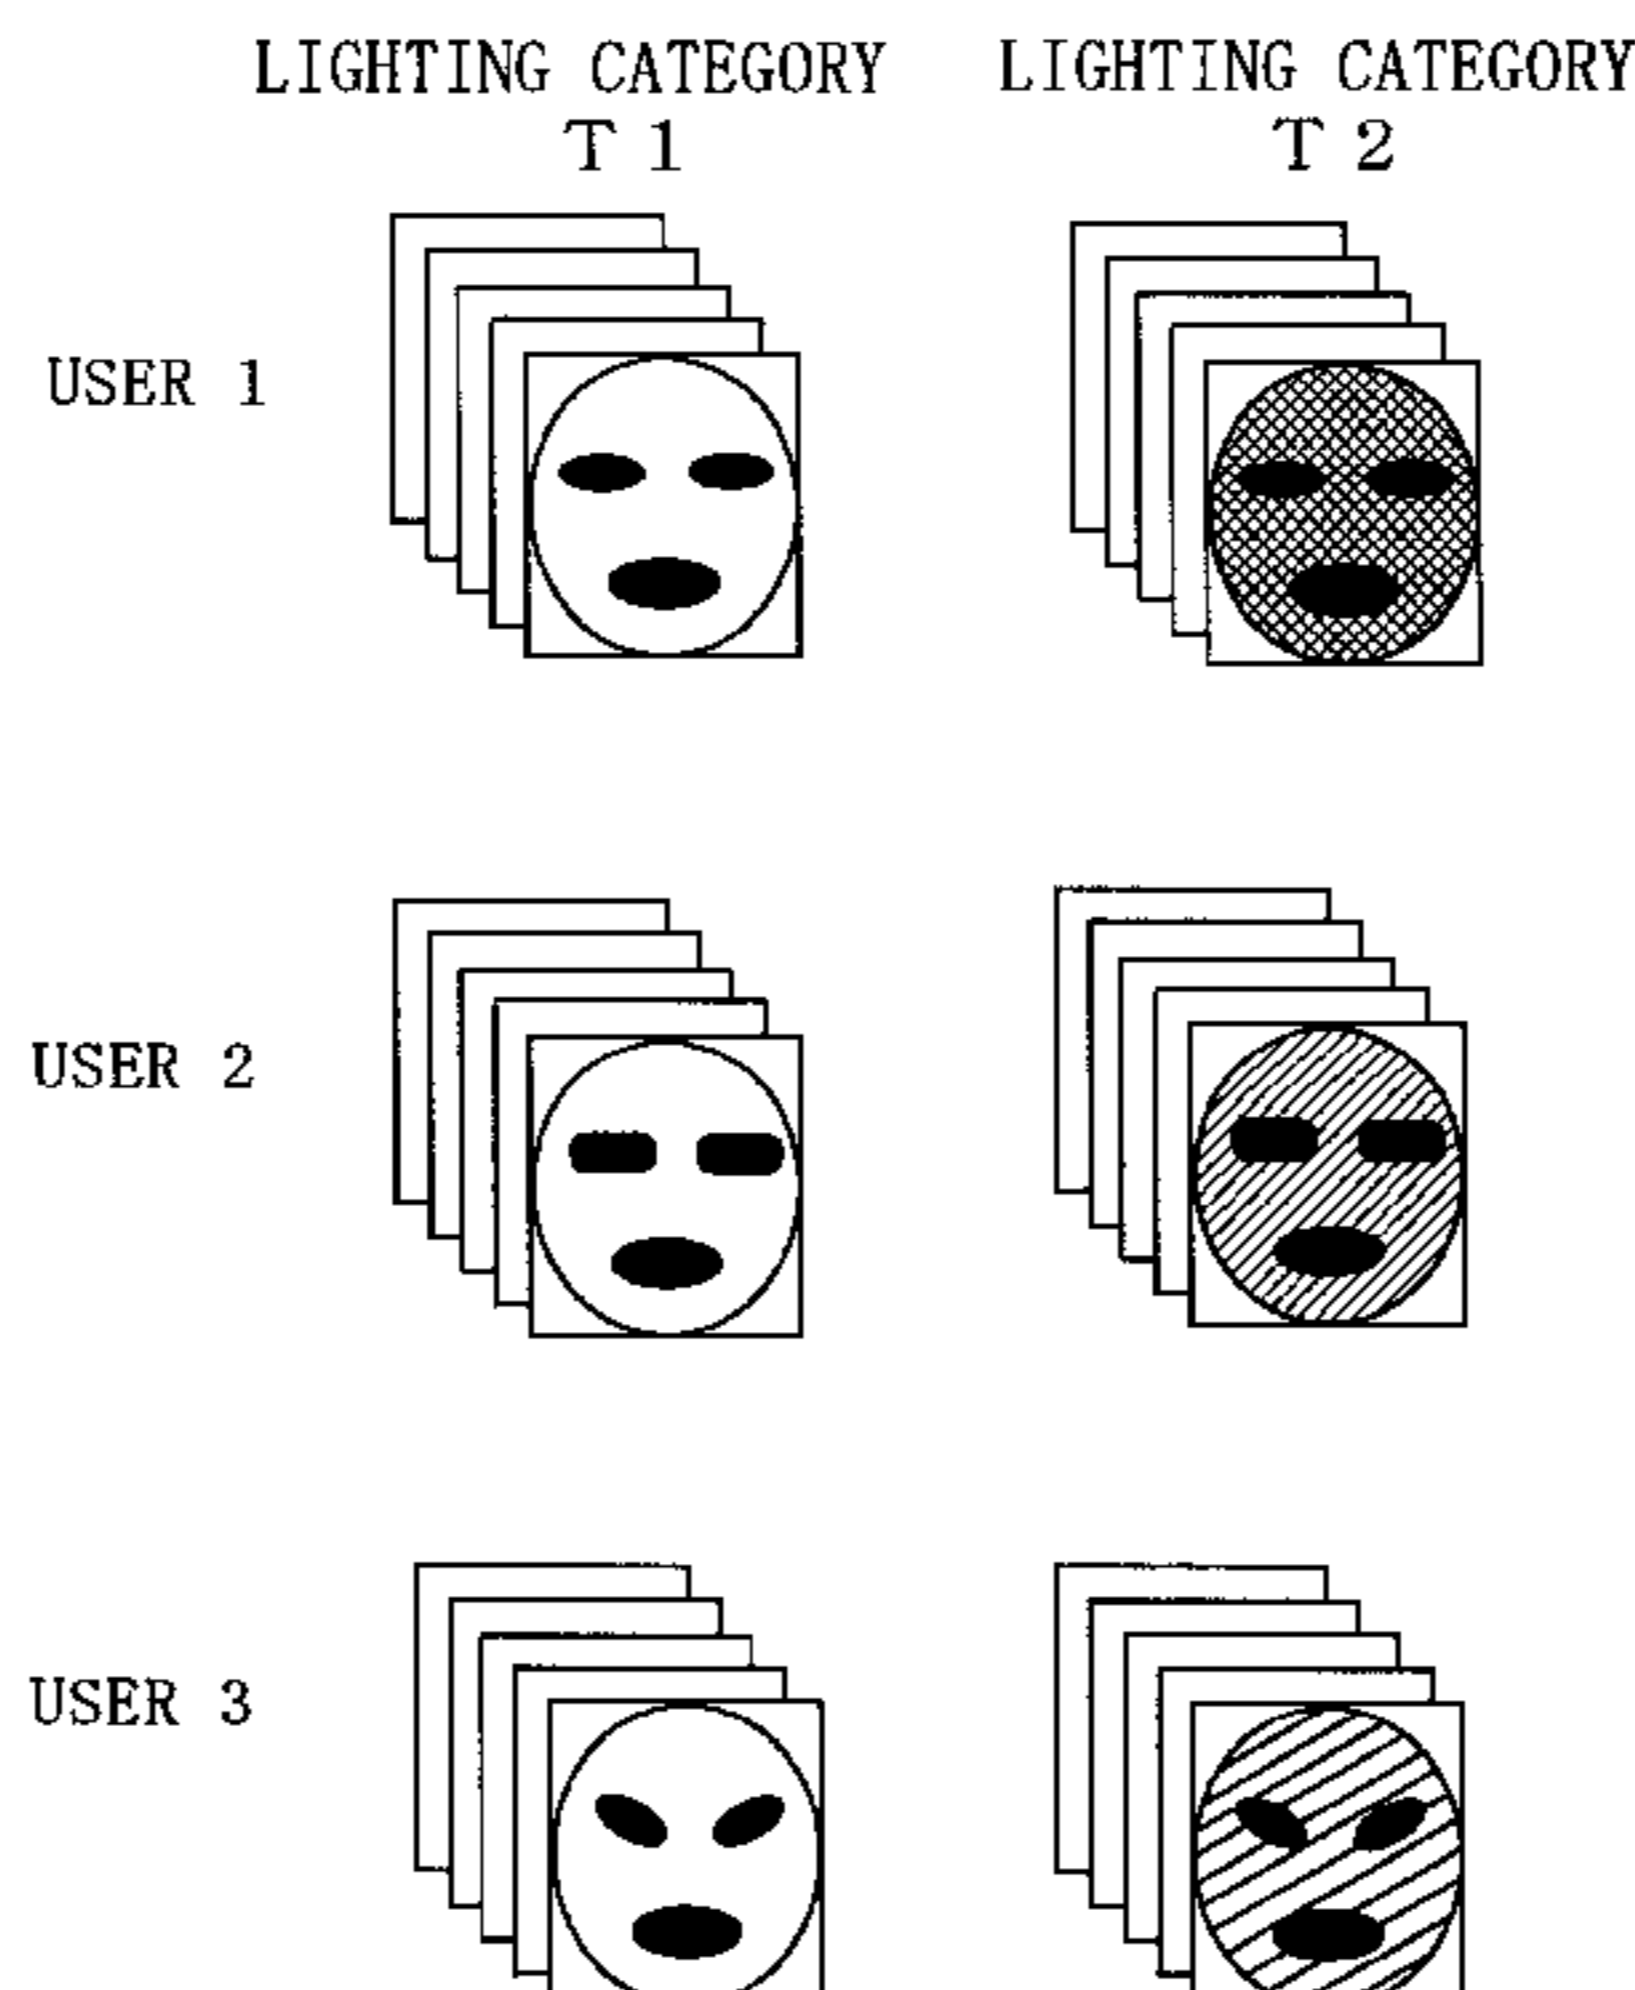 LIGHTING CATEGORY T 1
LIGHTING CATEGORY T 2
USER 1
USER 2
USER 3